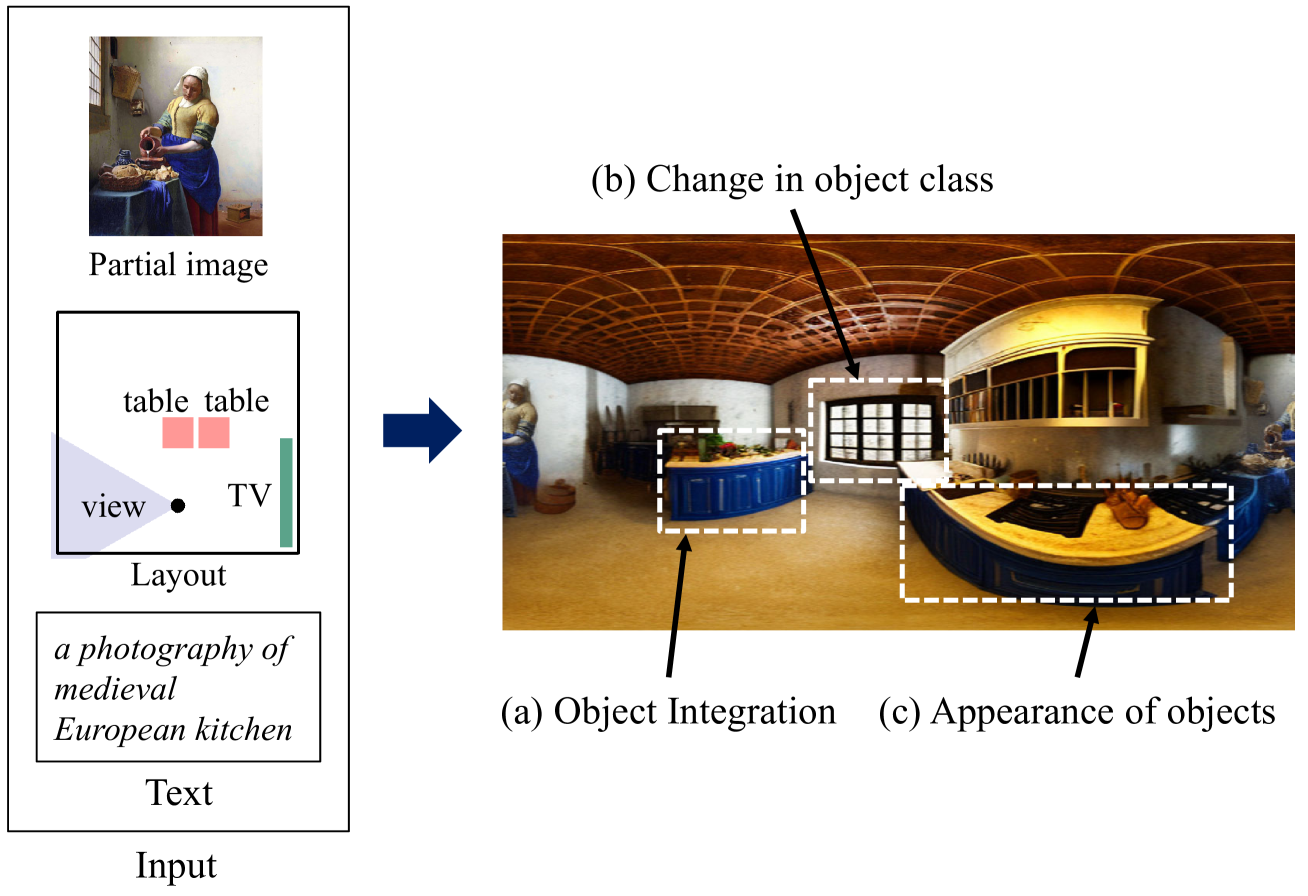 Partial image
table table
view
TV
Layout
a photography of
medieval
European kitchen
Text
Input
(b) Change in object class
(a) Object Integration
(c) Appearance of objects